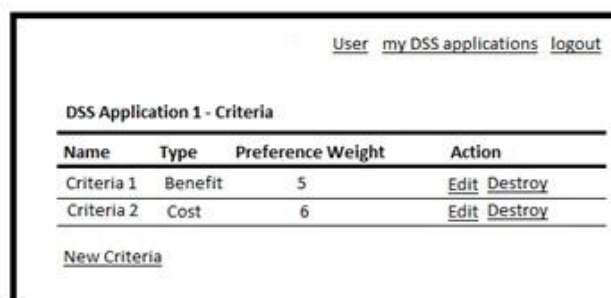 User my DSS applications logout
DSS Application 1 - Criteria
Name Type Preference Weight Action
Criteria 1 Benefit 5 Edit Destroy
Criteria 2 Cost 6 Edit Destroy
New Criteria